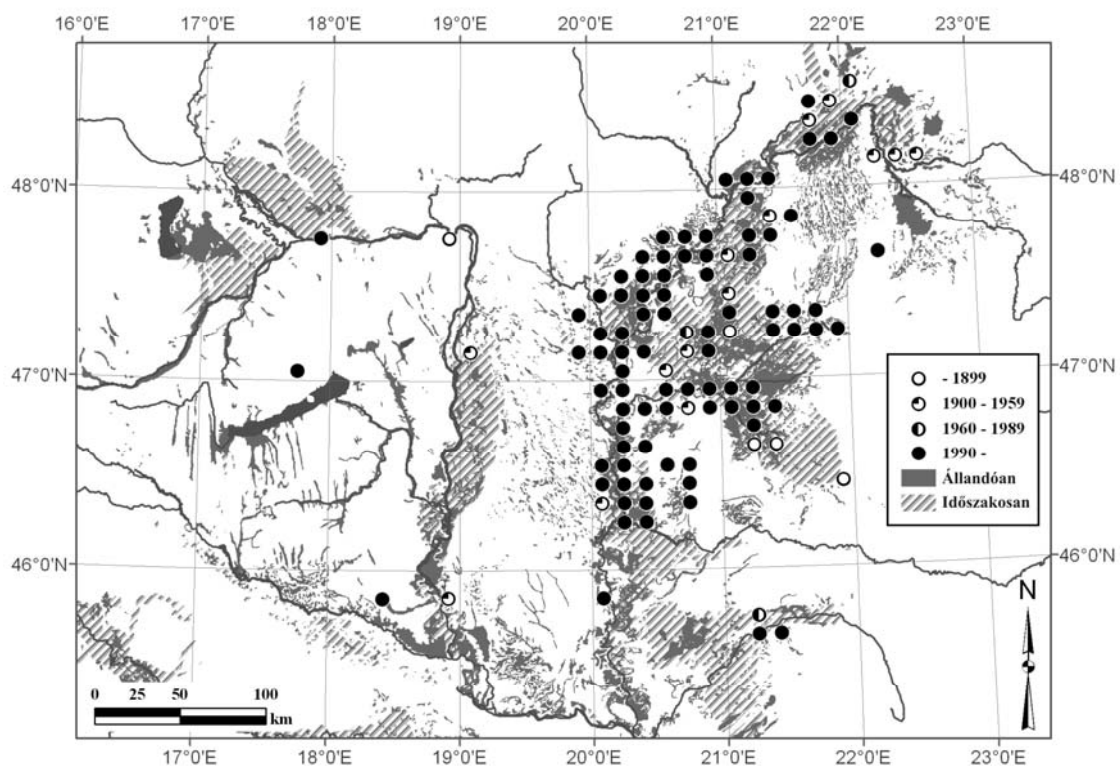 16°0'E 17°0'E 18°0'E 19°0'E 20°0'E 21°0'E 22°0'E 23°0'E
48°0'N 48°0'N
47°0'N 47°0'N
46°0'N 46°0'N
- 1899
1900 - 1959
1960 - 1989
1990 -
Állandóan
Időszakosan
N
0 25 50 100
km
17°0'E 18°0'E 19°0'E 20°0'E 21°0'E 22°0'E 23°0'E